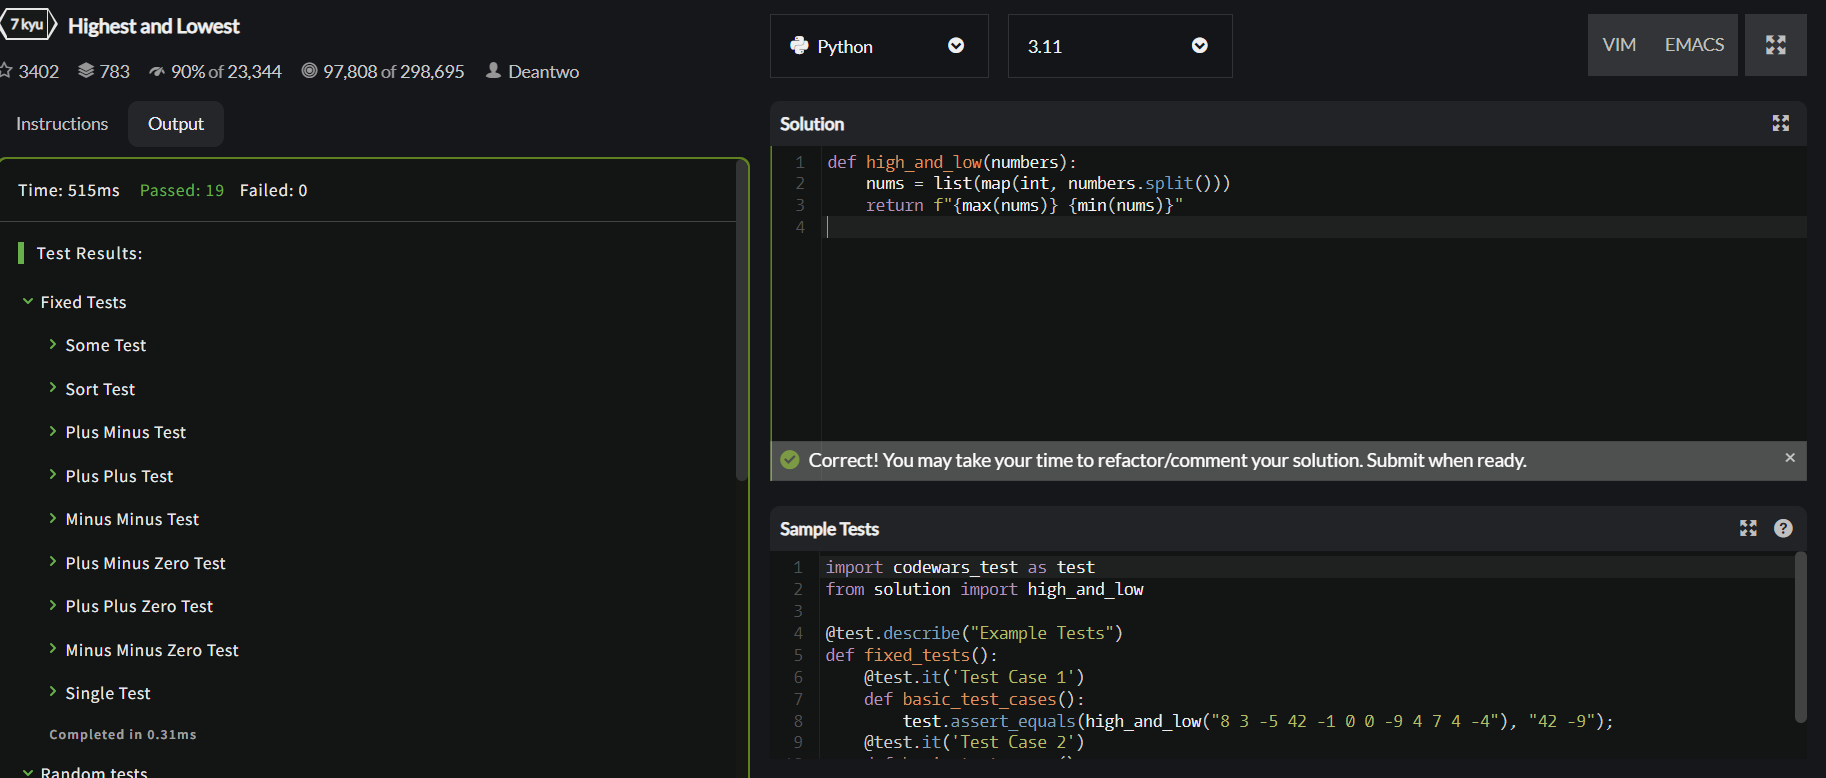 7 kyu Highest and Lowest
3402 783 90% of 23,344 97,808 of 298,695 Deantwo
Instructions Output
Time: 515ms Passed: 19 Failed: 0
Test Results:
Fixed Tests
Some Test
Sort Test
Plus Minus Test
Plus Plus Test
Minus Minus Test
Plus Minus Zero Test
Plus Plus Zero Test
Minus Minus Zero Test
Single Test
Completed in 0.31ms
Random tests
Python 3.11 VIM EMACS
Solution
1 def high_and_low(numbers):
2     nums = list(map(int, numbers.split()))
3     return f"{max(nums)} {min(nums)}"
4
Correct! You may take your time to refactor/comment your solution. Submit when ready.
Sample Tests
1 import codewars_test as test
2 from solution import high_and_low
3
4 @test.describe("Example Tests")
5 def fixed_tests():
6     @test.it('Test Case 1')
7     def basic_test_cases():
8         test.assert_equals(high_and_low("8 3 -5 42 -1 0 0 -9 4 7 4 -4"), "42 -9");
9     @test.it('Test Case 2')